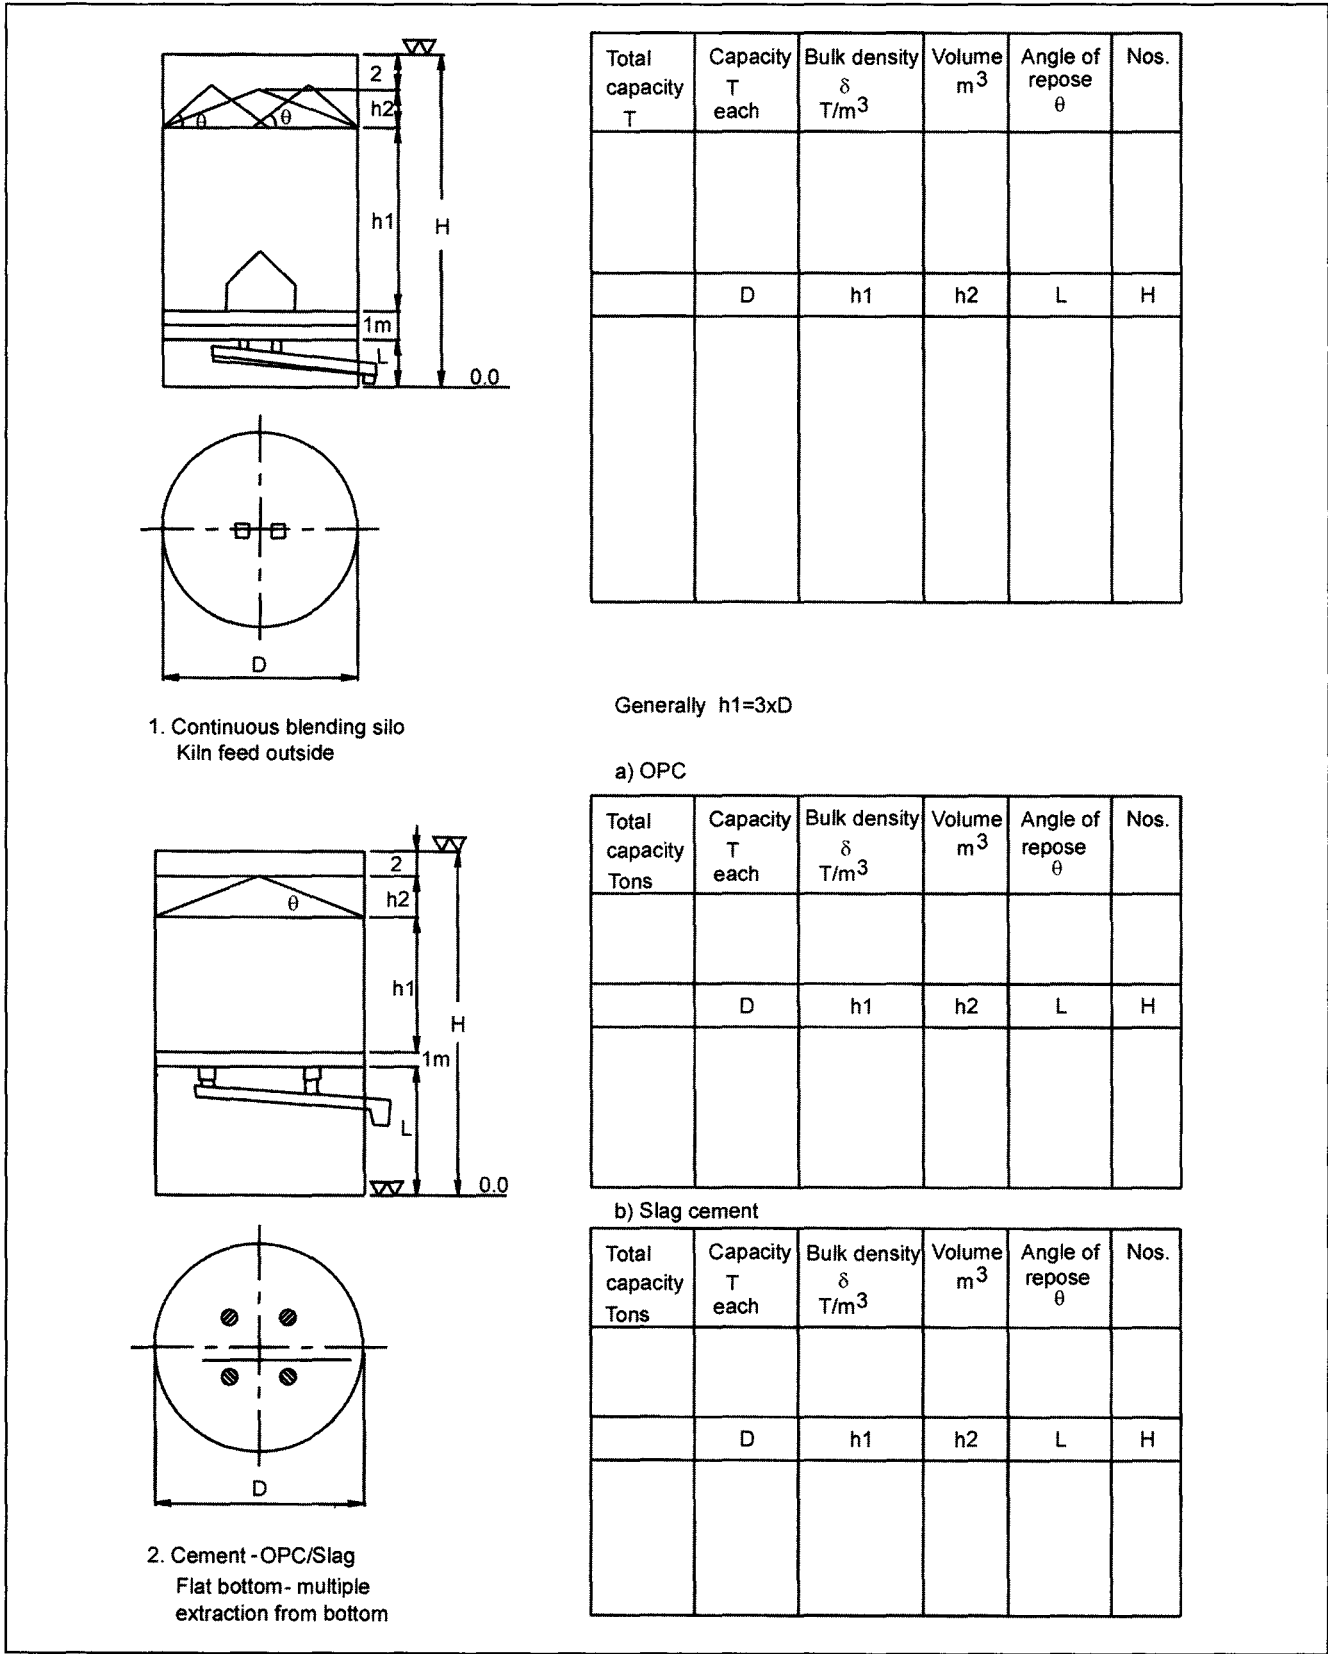 2
h2
θ
θ
h1
H
1m
L
0.0
D
1. Continuous blending silo
Kiln feed outside
Total capacity T
Capacity T each
Bulk density δ T/m³
Volume m³
Angle of repose θ
Nos.
D
h1
h2
L
H
Generally h1=3xD
a) OPC
2
h2
θ
h1
H
1m
L
0.0
D
2. Cement - OPC/Slag
Flat bottom - multiple
extraction from bottom
Total capacity Tons
Capacity T each
Bulk density δ T/m³
Volume m³
Angle of repose θ
Nos.
D
h1
h2
L
H
b) Slag cement
Total capacity Tons
Capacity T each
Bulk density δ T/m³
Volume m³
Angle of repose θ
Nos.
D
h1
h2
L
H